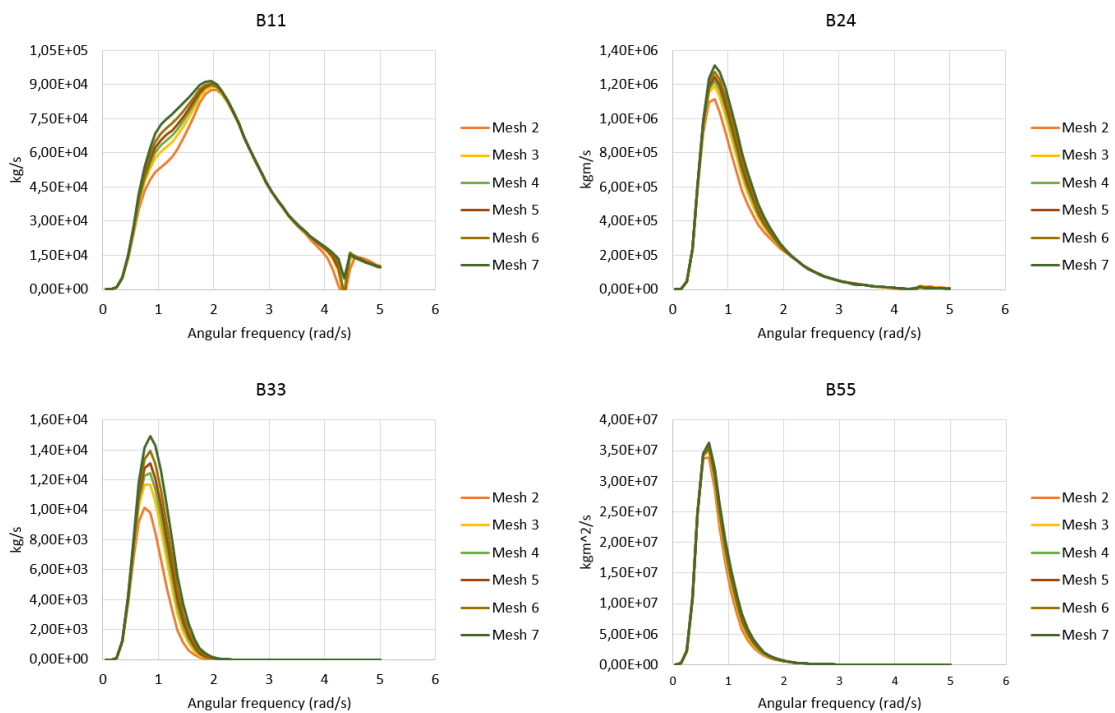 B11
1,05E+05
9,00E+04
7,50E+04
6,00E+04
4,50E+04
3,00E+04
1,50E+04
0,00E+00
kg/s
0 1 2 3 4 5 6
Angular frequency (rad/s)
Mesh 2
Mesh 3
Mesh 4
Mesh 5
Mesh 6
Mesh 7
B24
1,40E+06
1,20E+06
1,00E+06
8,00E+05
6,00E+05
4,00E+05
2,00E+05
0,00E+00
kgm/s
0 1 2 3 4 5 6
Angular frequency (rad/s)
Mesh 2
Mesh 3
Mesh 4
Mesh 5
Mesh 6
Mesh 7
B33
1,60E+04
1,40E+04
1,20E+04
1,00E+04
8,00E+03
6,00E+03
4,00E+03
2,00E+03
0,00E+00
kg/s
0 1 2 3 4 5 6
Angular frequency (rad/s)
Mesh 2
Mesh 3
Mesh 4
Mesh 5
Mesh 6
Mesh 7
B55
4,00E+07
3,50E+07
3,00E+07
2,50E+07
2,00E+07
1,50E+07
1,00E+07
5,00E+06
0,00E+00
kgm^2/s
0 1 2 3 4 5 6
Angular frequency (rad/s)
Mesh 2
Mesh 3
Mesh 4
Mesh 5
Mesh 6
Mesh 7